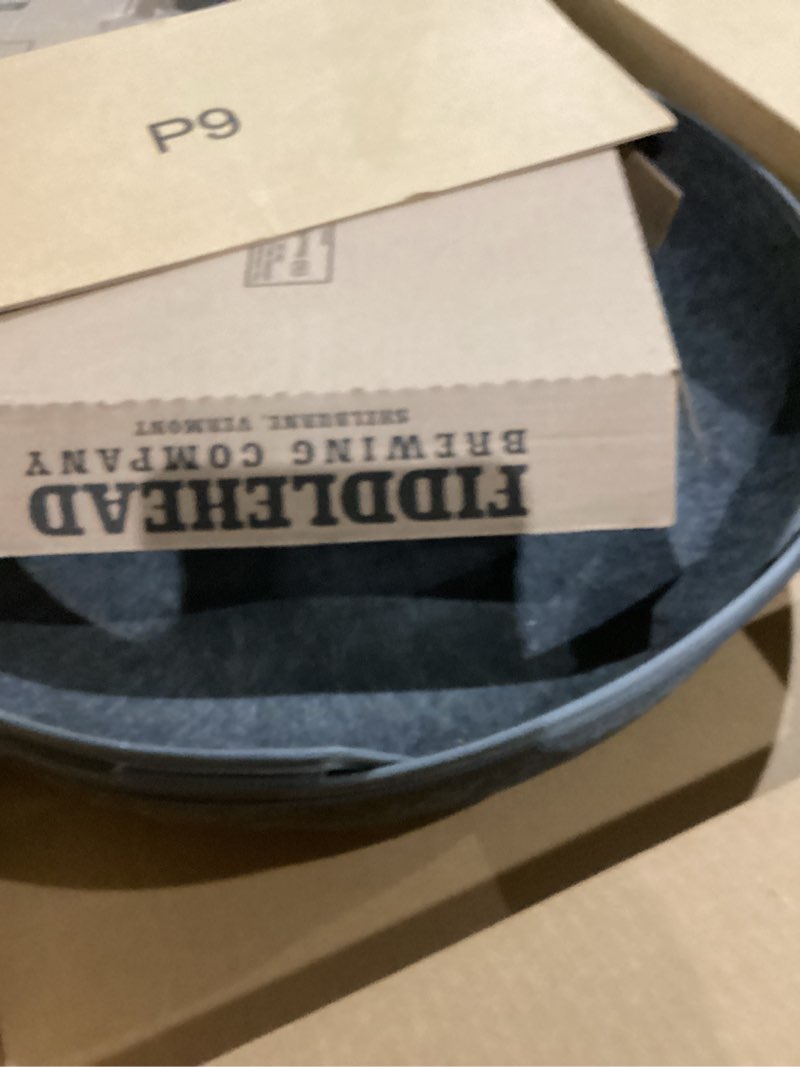 P9
FIDDLEHEAD
BREWING COMPANY
SHELBURNE, VERMONT